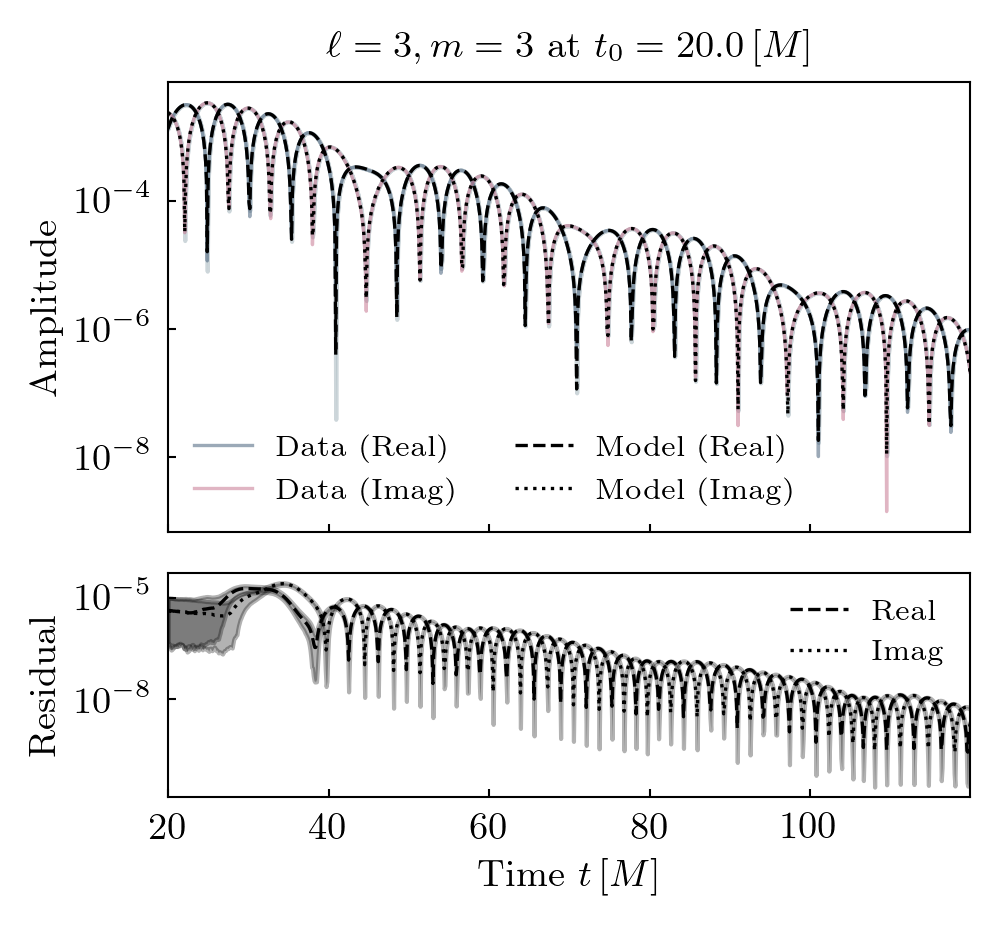 ℓ = 3, m = 3 at t₀ = 20.0 [M]
Amplitude
10⁻⁴
10⁻⁶
10⁻⁸
Data (Real)
Data (Imag)
Model (Real)
Model (Imag)
Residual
10⁻⁵
10⁻⁸
Real
Imag
20 40 60 80 100
Time t [M]